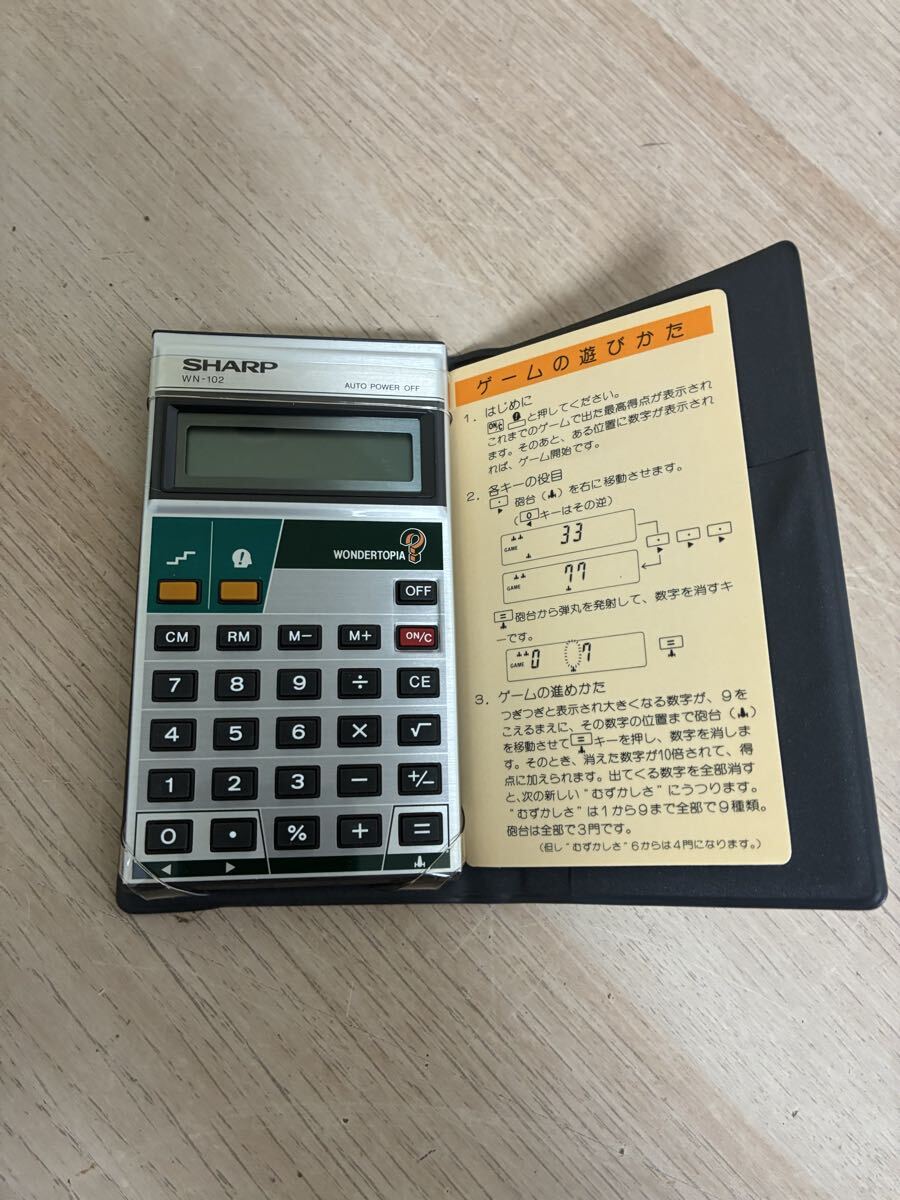 SHARP
WN-102
AUTO POWER OFF
WONDERTOPIA
OFF
CM RM M− M+ ON/C
7 8 9 ÷ CE
4 5 6 × √
1 2 3 − +/−
0 • % + =
◀ ▶
ゲームの遊びかた
1. はじめに
ON/C と押してください。
これまでのゲームで出た最高得点が表示され
ます。そのあと、ある位置に数字が表示され
れば、ゲーム開始です。
2. 各キーの役目
• ▶ 砲台( )を右に移動させます。
(0 ◀キーはその逆)
GAME 33
• • •
▶ ▶ ▶
GAME 77
= 砲台から弾丸を発射して、数字を消すキ
ーです。
GAME 0 7 =
3. ゲームの進めかた
つぎつぎと表示され大きくなる数字が、9を
こえるまえに、その数字の位置まで砲台( )
を移動させて = キーを押し、数字を消しま
す。そのとき、消えた数字が10倍されて、得
点に加えられます。出てくる数字を全部消す
と、次の新しい“むずかしさ”にうつります。
“むずかしさ”は1から9まで全部で9種類。
砲台は全部で3門です。
(但し“むずかしさ”6からは4門になります。)